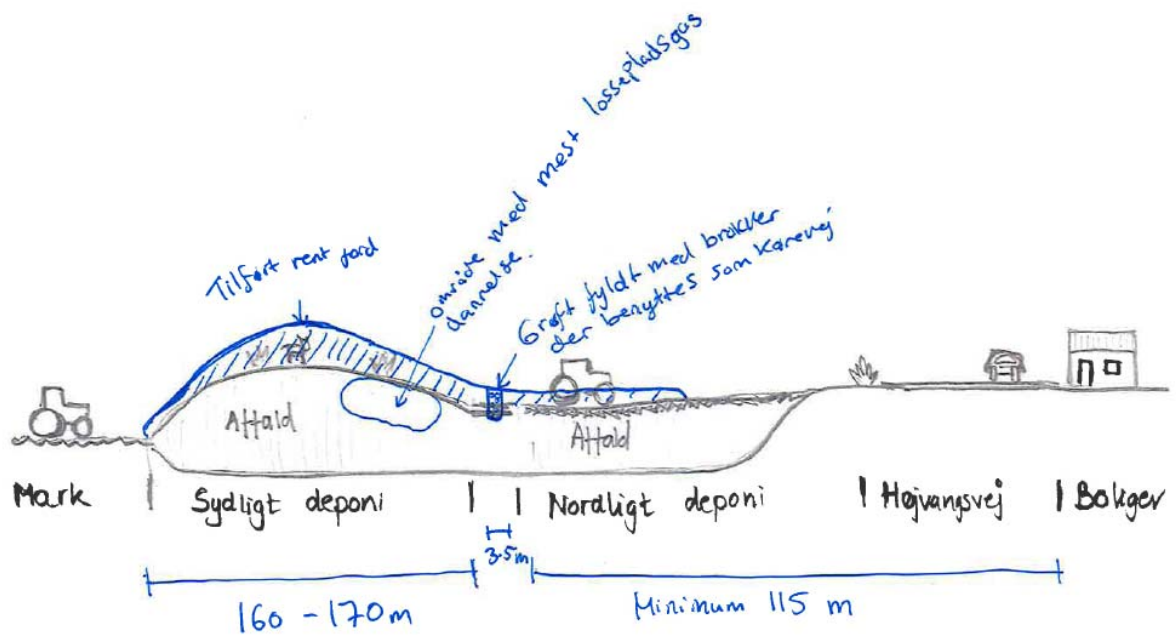 område med mest lossepladsgas
dannelse.
Tilført rent jord
Grøft fyldt med brokker
der benyttes som kørevej
Affald
Affald
Mark
Sydligt deponi
Nordligt deponi
Højvangsvej
Boliger
3.5m
160 - 170 m
Minimum 115 m